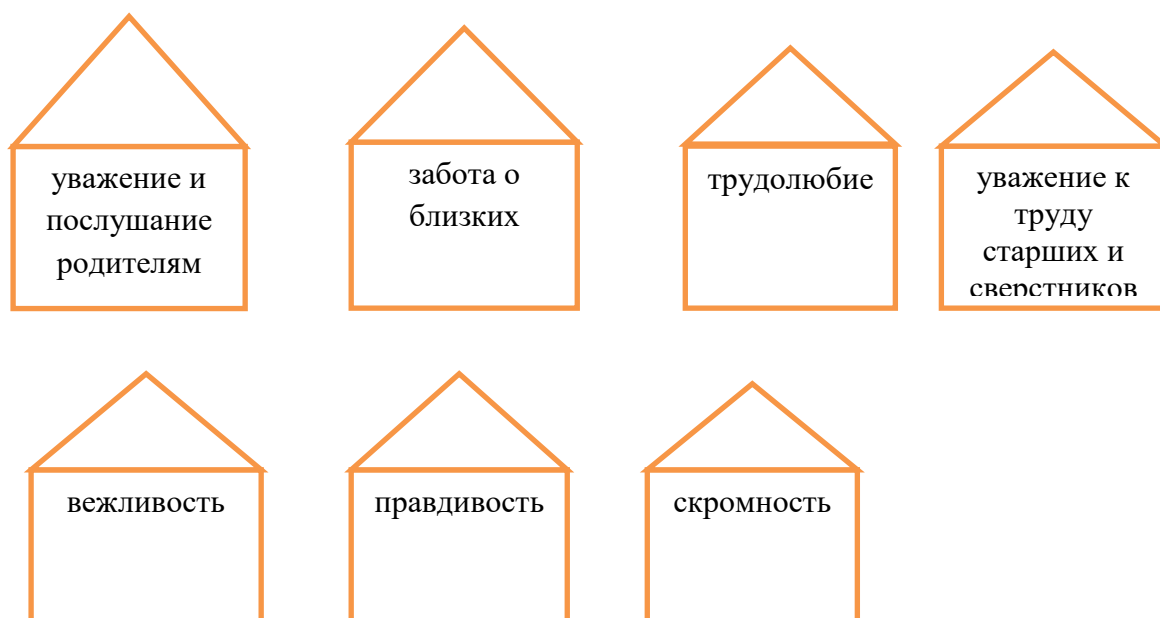 уважение и
послушание
родителям
забота о
близких
трудолюбие
уважение к
труду
старших и
сверстников
вежливость
правдивость
скромность